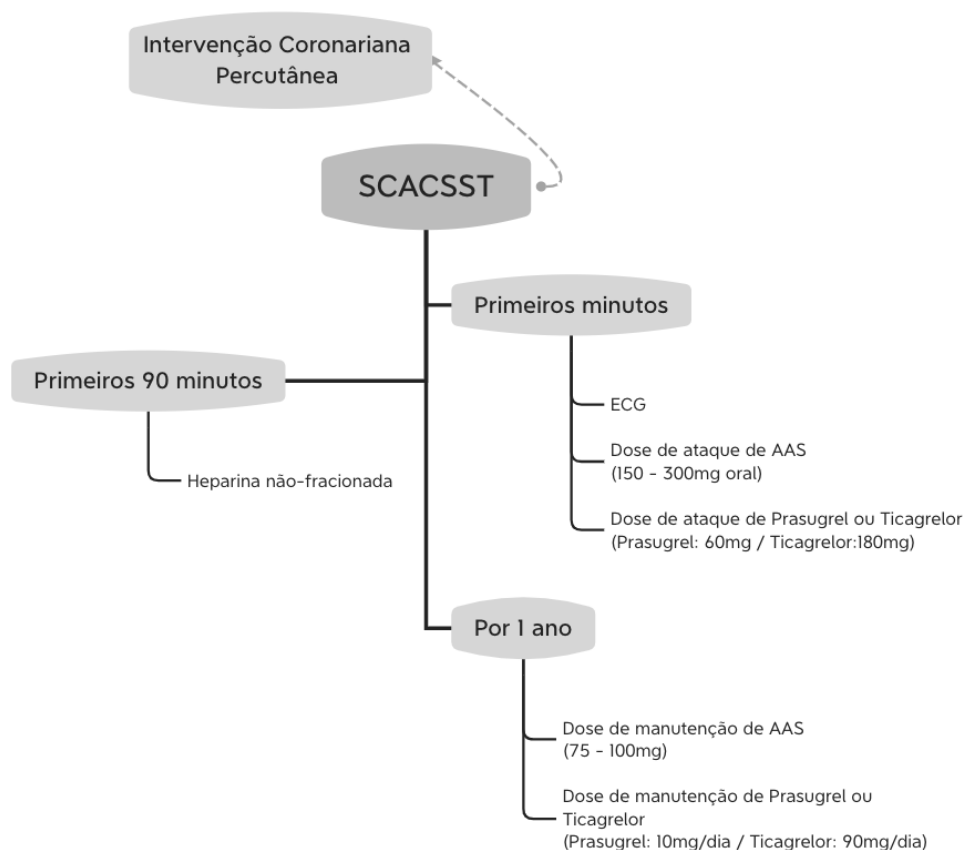 Intervenção Coronariana
Percutânea
SCACSST
Primeiros minutos
ECG
Dose de ataque de AAS
(150 - 300mg oral)
Dose de ataque de Prasugrel ou Ticagrelor
(Prasugrel: 60mg / Ticagrelor:180mg)
Primeiros 90 minutos
Heparina não-fracionada
Por 1 ano
Dose de manutenção de AAS
(75 - 100mg)
Dose de manutenção de Prasugrel ou
Ticagrelor
(Prasugrel: 10mg/dia / Ticagrelor: 90mg/dia)